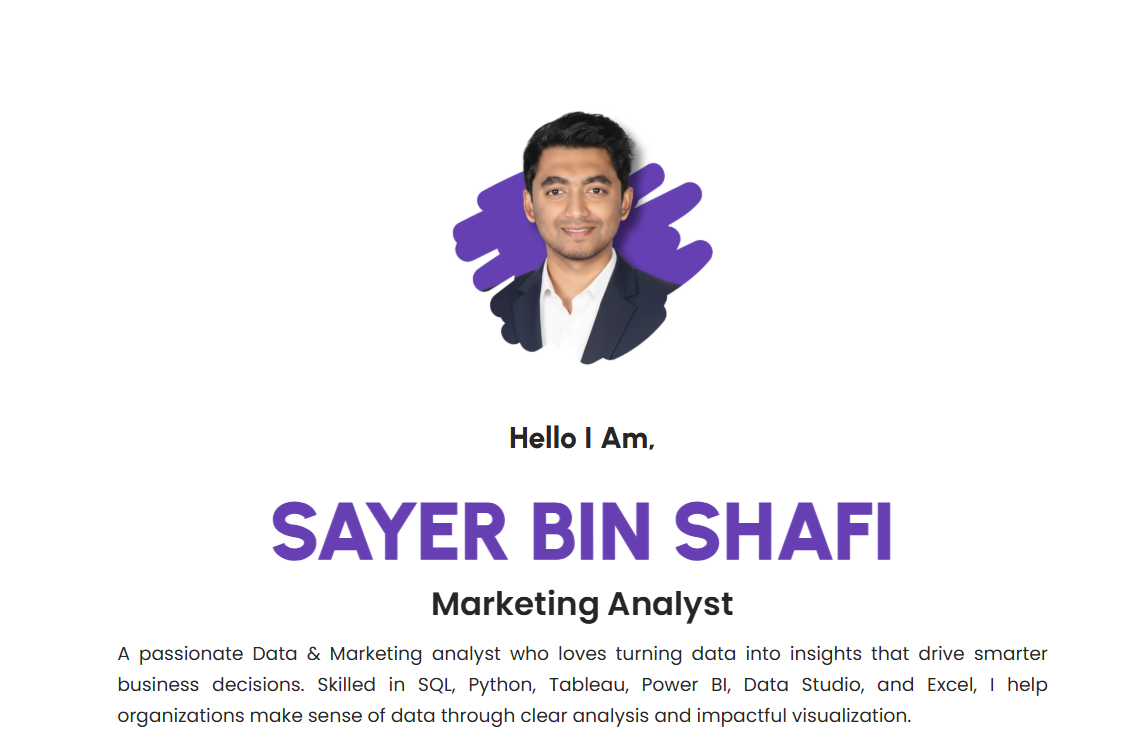 Hello I Am,
SAYER BIN SHAFI
Marketing Analyst
A passionate Data & Marketing analyst who loves turning data into insights that drive smarter
business decisions. Skilled in SQL, Python, Tableau, Power BI, Data Studio, and Excel, I help
organizations make sense of data through clear analysis and impactful visualization.